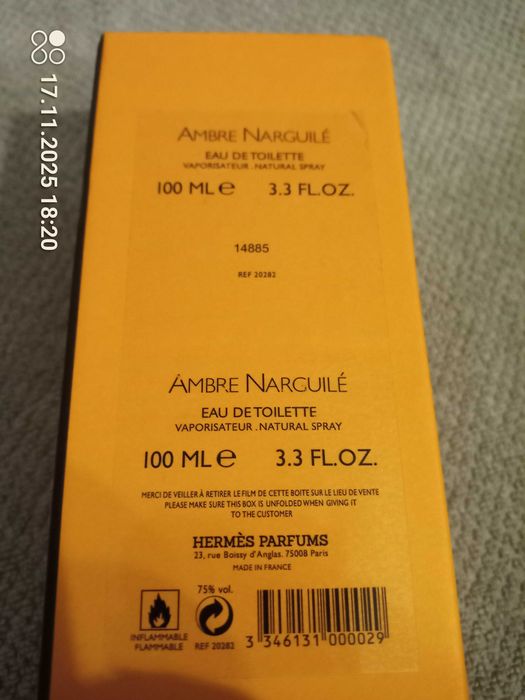 17.11.2025 18:20
AMBRE NARGUILÉ
EAU DE TOILETTE
VAPORISATEUR . NATURAL SPRAY
100 ML e 3.3 FL.OZ.
14885
REF 20282
AMBRE NARGUILÉ
EAU DE TOILETTE
VAPORISATEUR . NATURAL SPRAY
100 ML e 3.3 FL.OZ.
MERCI DE VEILLER À RETIRER LE FILM DE CETTE BOITE SUR LE LIEU DE VENTE
PLEASE MAKE SURE THIS BOX IS UNFOLDED WHEN GIVING IT
TO THE CUSTOMER
HERMÈS PARFUMS
23, rue Boissy d'Anglas. 75008 Paris
MADE IN FRANCE
75% vol.
INFLAMMABLE
FLAMMABLE
REF 20282
3 346131 000029